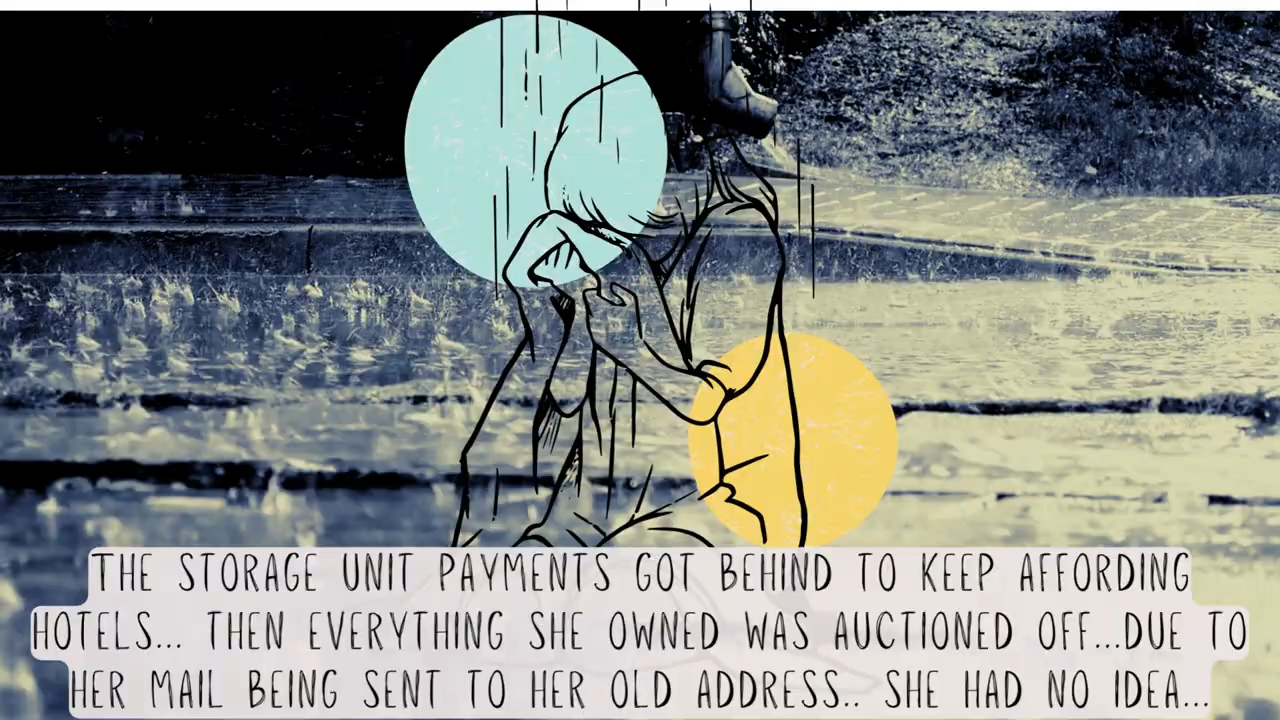 THE STORAGE UNIT PAYMENTS GOT BEHIND TO KEEP AFFORDING
HOTELS... THEN EVERYTHING SHE OWNED WAS AUCTIONED OFF...DUE TO
HER MAIL BEING SENT TO HER OLD ADDRESS.. SHE HAD NO IDEA...